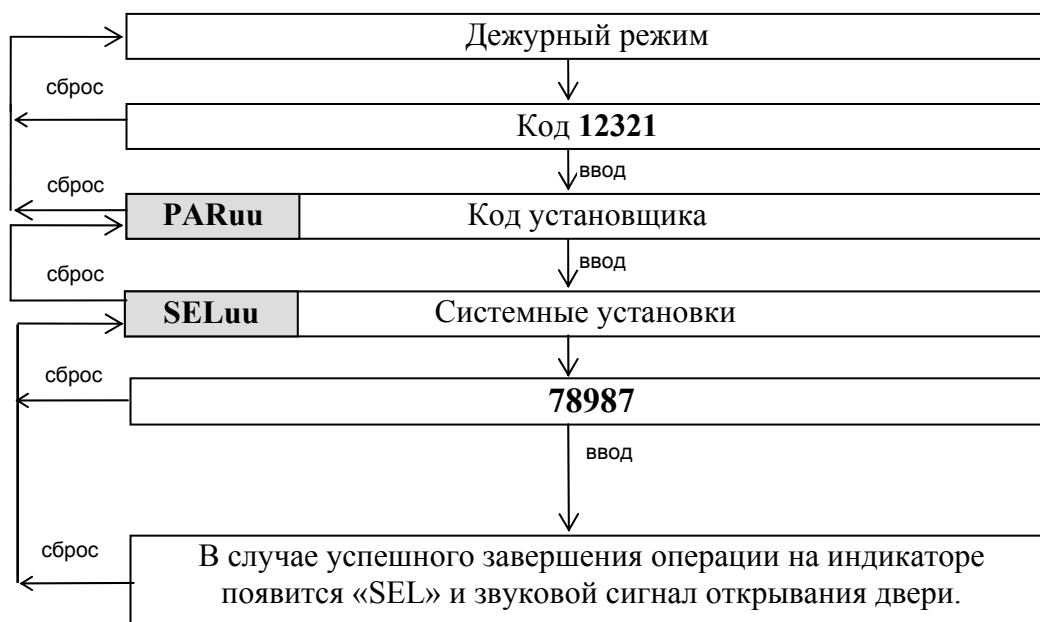 Дежурный режим
сброс
Код 12321
ввод
сброс
PARuu Код установщика
ввод
сброс
SELuu Системные установки
сброс
78987
ввод
сброс
В случае успешного завершения операции на индикаторе
появится «SEL» и звуковой сигнал открывания двери.